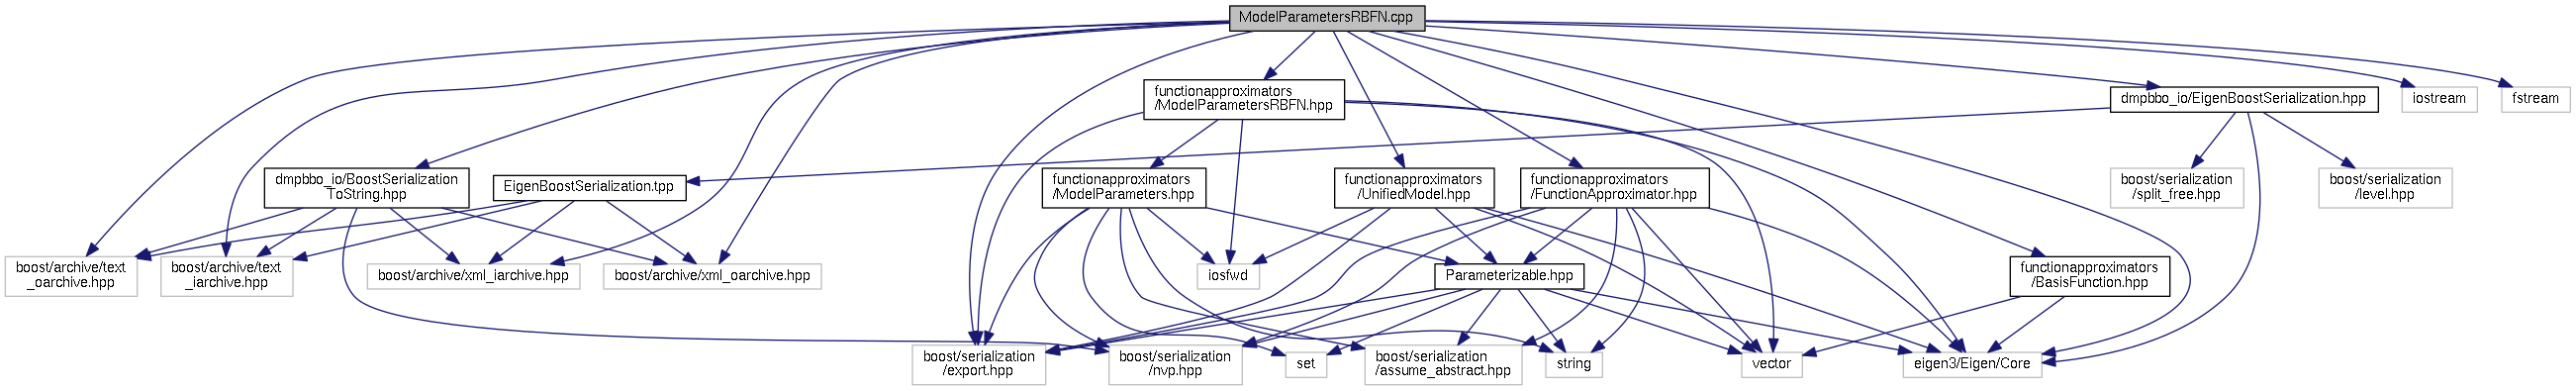 ModelParametersRBFN.cpp
functionapproximators
/ModelParametersRBFN.hpp
dmpbbo_io/EigenBoostSerialization.hpp
iostream
fstream
dmpbbo_io/BoostSerialization
ToString.hpp
EigenBoostSerialization.tpp
functionapproximators
/ModelParameters.hpp
functionapproximators
/UnifiedModel.hpp
functionapproximators
/FunctionApproximator.hpp
boost/serialization
/split_free.hpp
boost/serialization
/level.hpp
boost/archive/text
_oarchive.hpp
boost/archive/text
_iarchive.hpp
boost/archive/xml_iarchive.hpp
boost/archive/xml_oarchive.hpp
iosfwd
Parameterizable.hpp
functionapproximators
/BasisFunction.hpp
boost/serialization
/export.hpp
boost/serialization
/nvp.hpp
set
boost/serialization
/assume_abstract.hpp
string
vector
eigen3/Eigen/Core